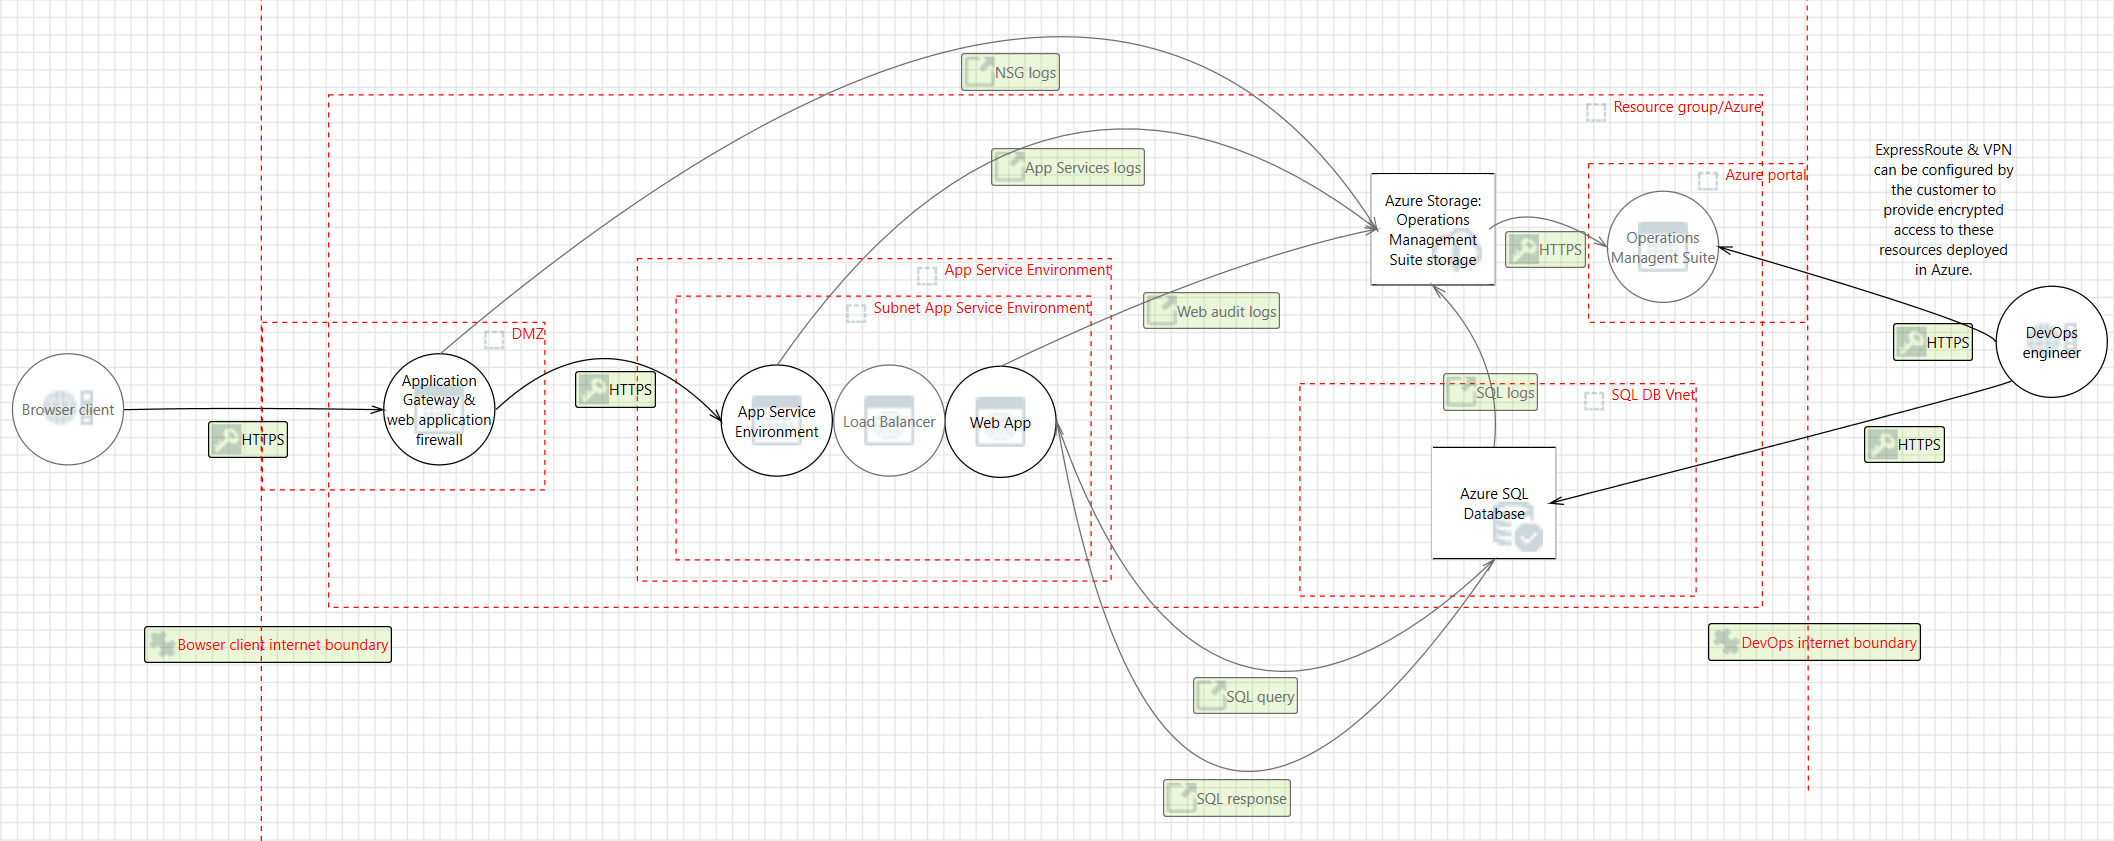 NSG logs
Resource group/Azure
App Services logs
ExpressRoute & VPN
can be configured by
the customer to
provide encrypted
access to these
resources deployed
in Azure.
Azure portal
Azure Storage:
Operations
Management
Suite storage
HTTPS
Operations
Managent Suite
App Service Environment
Subnet App Service Environment
Web audit logs
DMZ
HTTPS
DevOps
engineer
Browser client
HTTPS
Application
Gateway &
web application
firewall
HTTPS
App Service
Environment
Load Balancer
Web App
SQL logs
SQL DB Vnet
HTTPS
Azure SQL
Database
Bowser client internet boundary
DevOps internet boundary
SQL query
SQL response